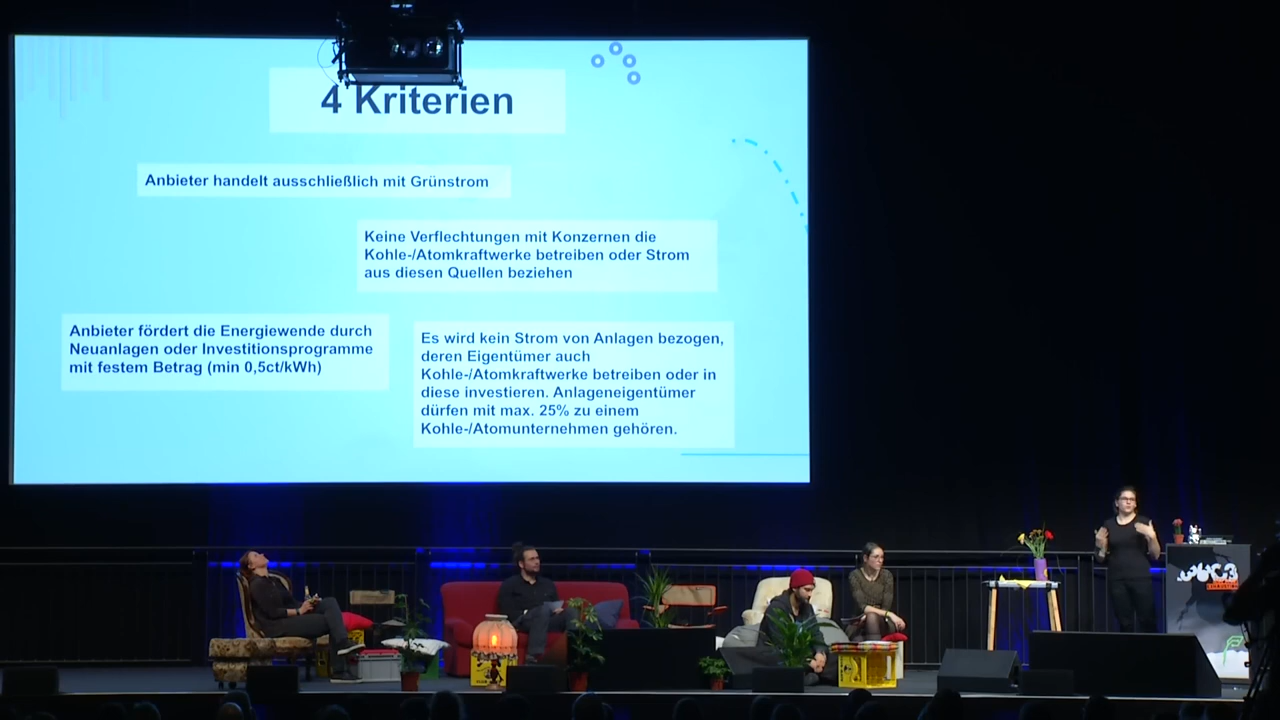 4 Kriterien
Anbieter handelt ausschließlich mit Grünstrom
Keine Verflechtungen mit Konzernen die
Kohle-/Atomkraftwerke betreiben oder Strom
aus diesen Quellen beziehen
Anbieter fördert die Energiewende durch
Neuanlagen oder Investitionsprogramme
mit festem Betrag (min 0,5ct/kWh)
Es wird kein Strom von Anlagen bezogen,
deren Eigentümer auch
Kohle-/Atomkraftwerke betreiben oder in
diese investieren. Anlageneigentümer
dürfen mit max. 25% zu einem
Kohle-/Atomunternehmen gehören.